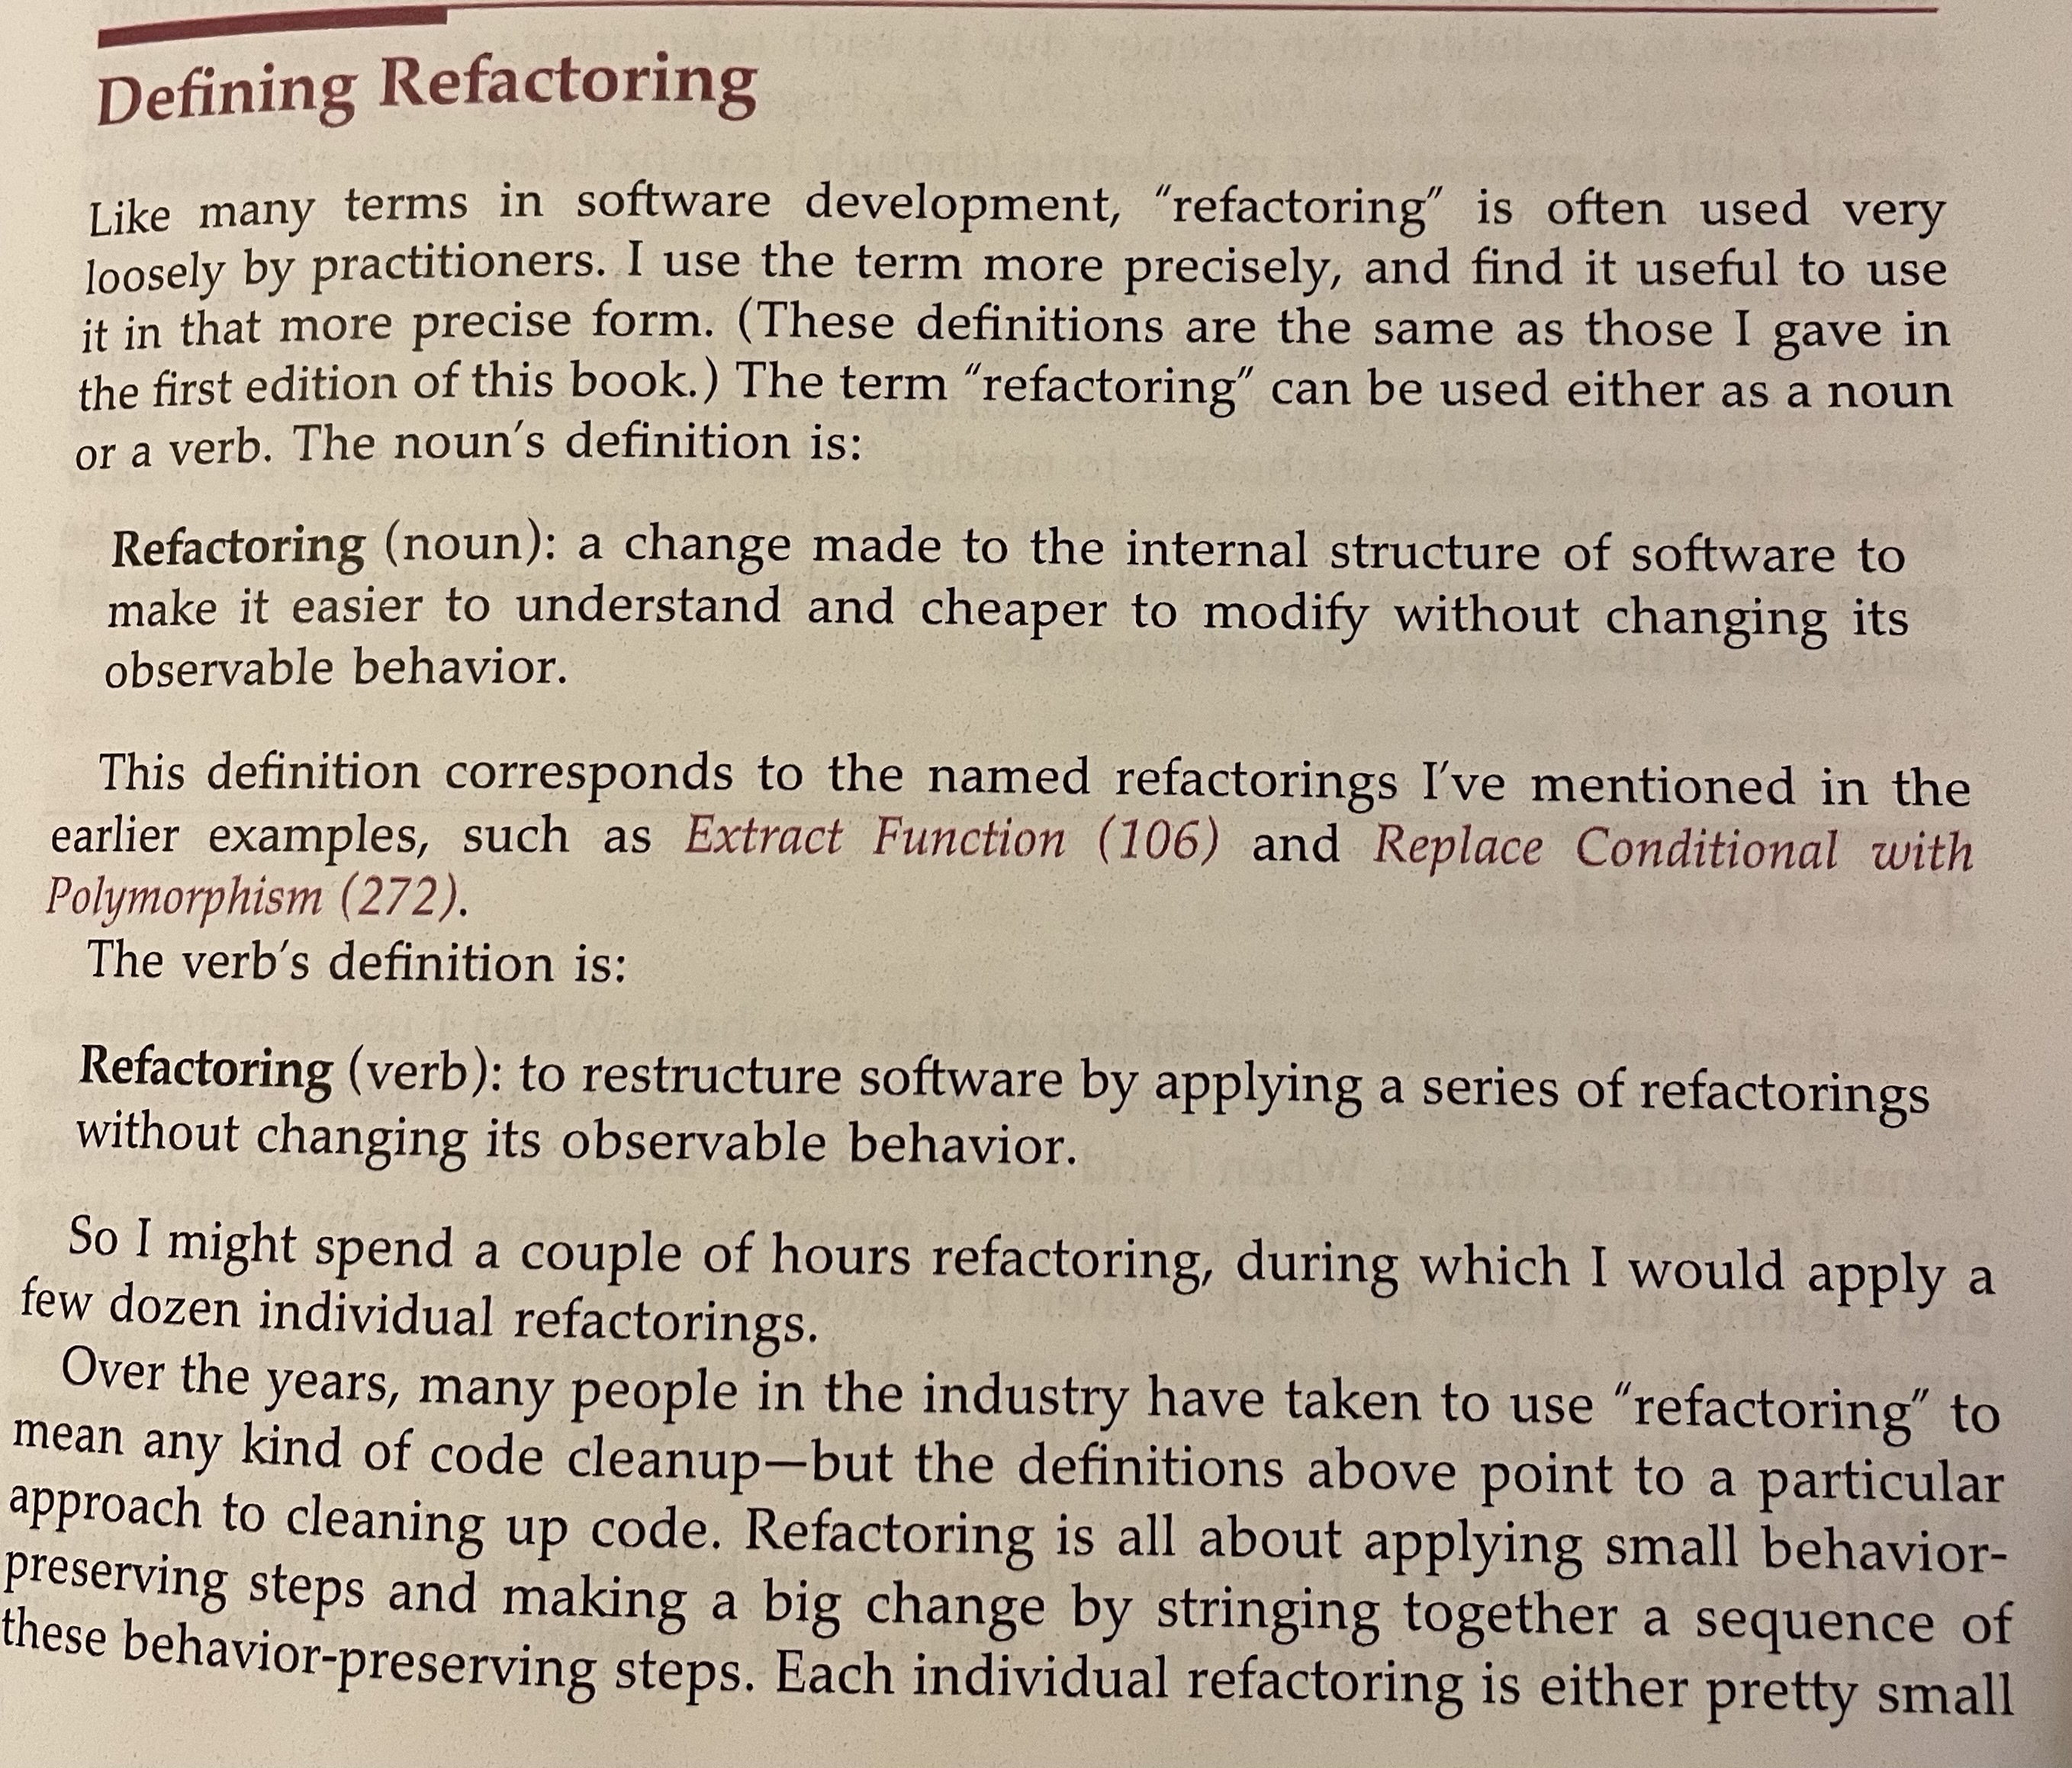 Defining Refactoring
Like many terms in software development, “refactoring” is often used very
loosely by practitioners. I use the term more precisely, and find it useful to use
it in that more precise form. (These definitions are the same as those I gave in
the first edition of this book.) The term “refactoring” can be used either as a noun
or a verb. The noun’s definition is:
Refactoring (noun): a change made to the internal structure of software to
make it easier to understand and cheaper to modify without changing its
observable behavior.
This definition corresponds to the named refactorings I’ve mentioned in the
earlier examples, such as Extract Function (106) and Replace Conditional with
Polymorphism (272).
The verb’s definition is:
Refactoring (verb): to restructure software by applying a series of refactorings
without changing its observable behavior.
So I might spend a couple of hours refactoring, during which I would apply a
few dozen individual refactorings.
Over the years, many people in the industry have taken to use “refactoring” to
mean any kind of code cleanup—but the definitions above point to a particular
approach to cleaning up code. Refactoring is all about applying small behavior-
preserving steps and making a big change by stringing together a sequence of
these behavior-preserving steps. Each individual refactoring is either pretty small